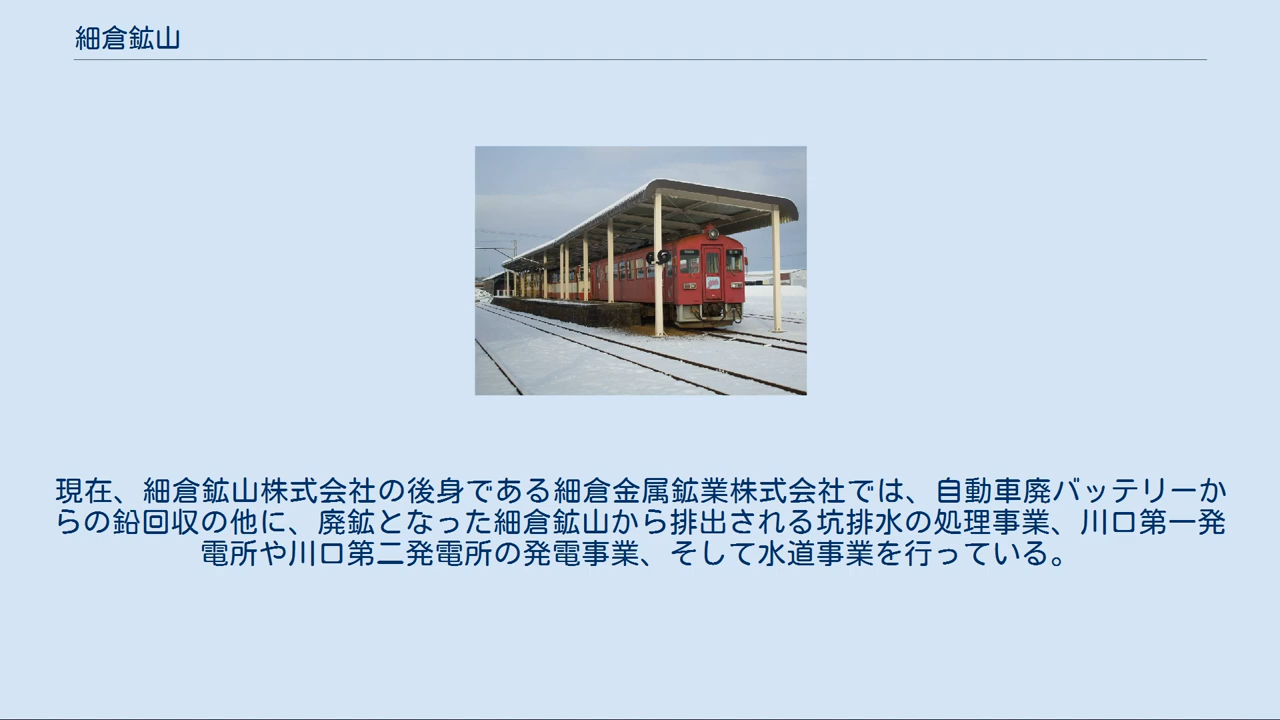 細倉鉱山
現在、細倉鉱山株式会社の後身である細倉金属鉱業株式会社では、自動車廃バッテリーか
らの鉛回収の他に、廃鉱となった細倉鉱山から排出される坑排水の処理事業、川口第一発
電所や川口第二発電所の発電事業、そして水道事業を行っている。